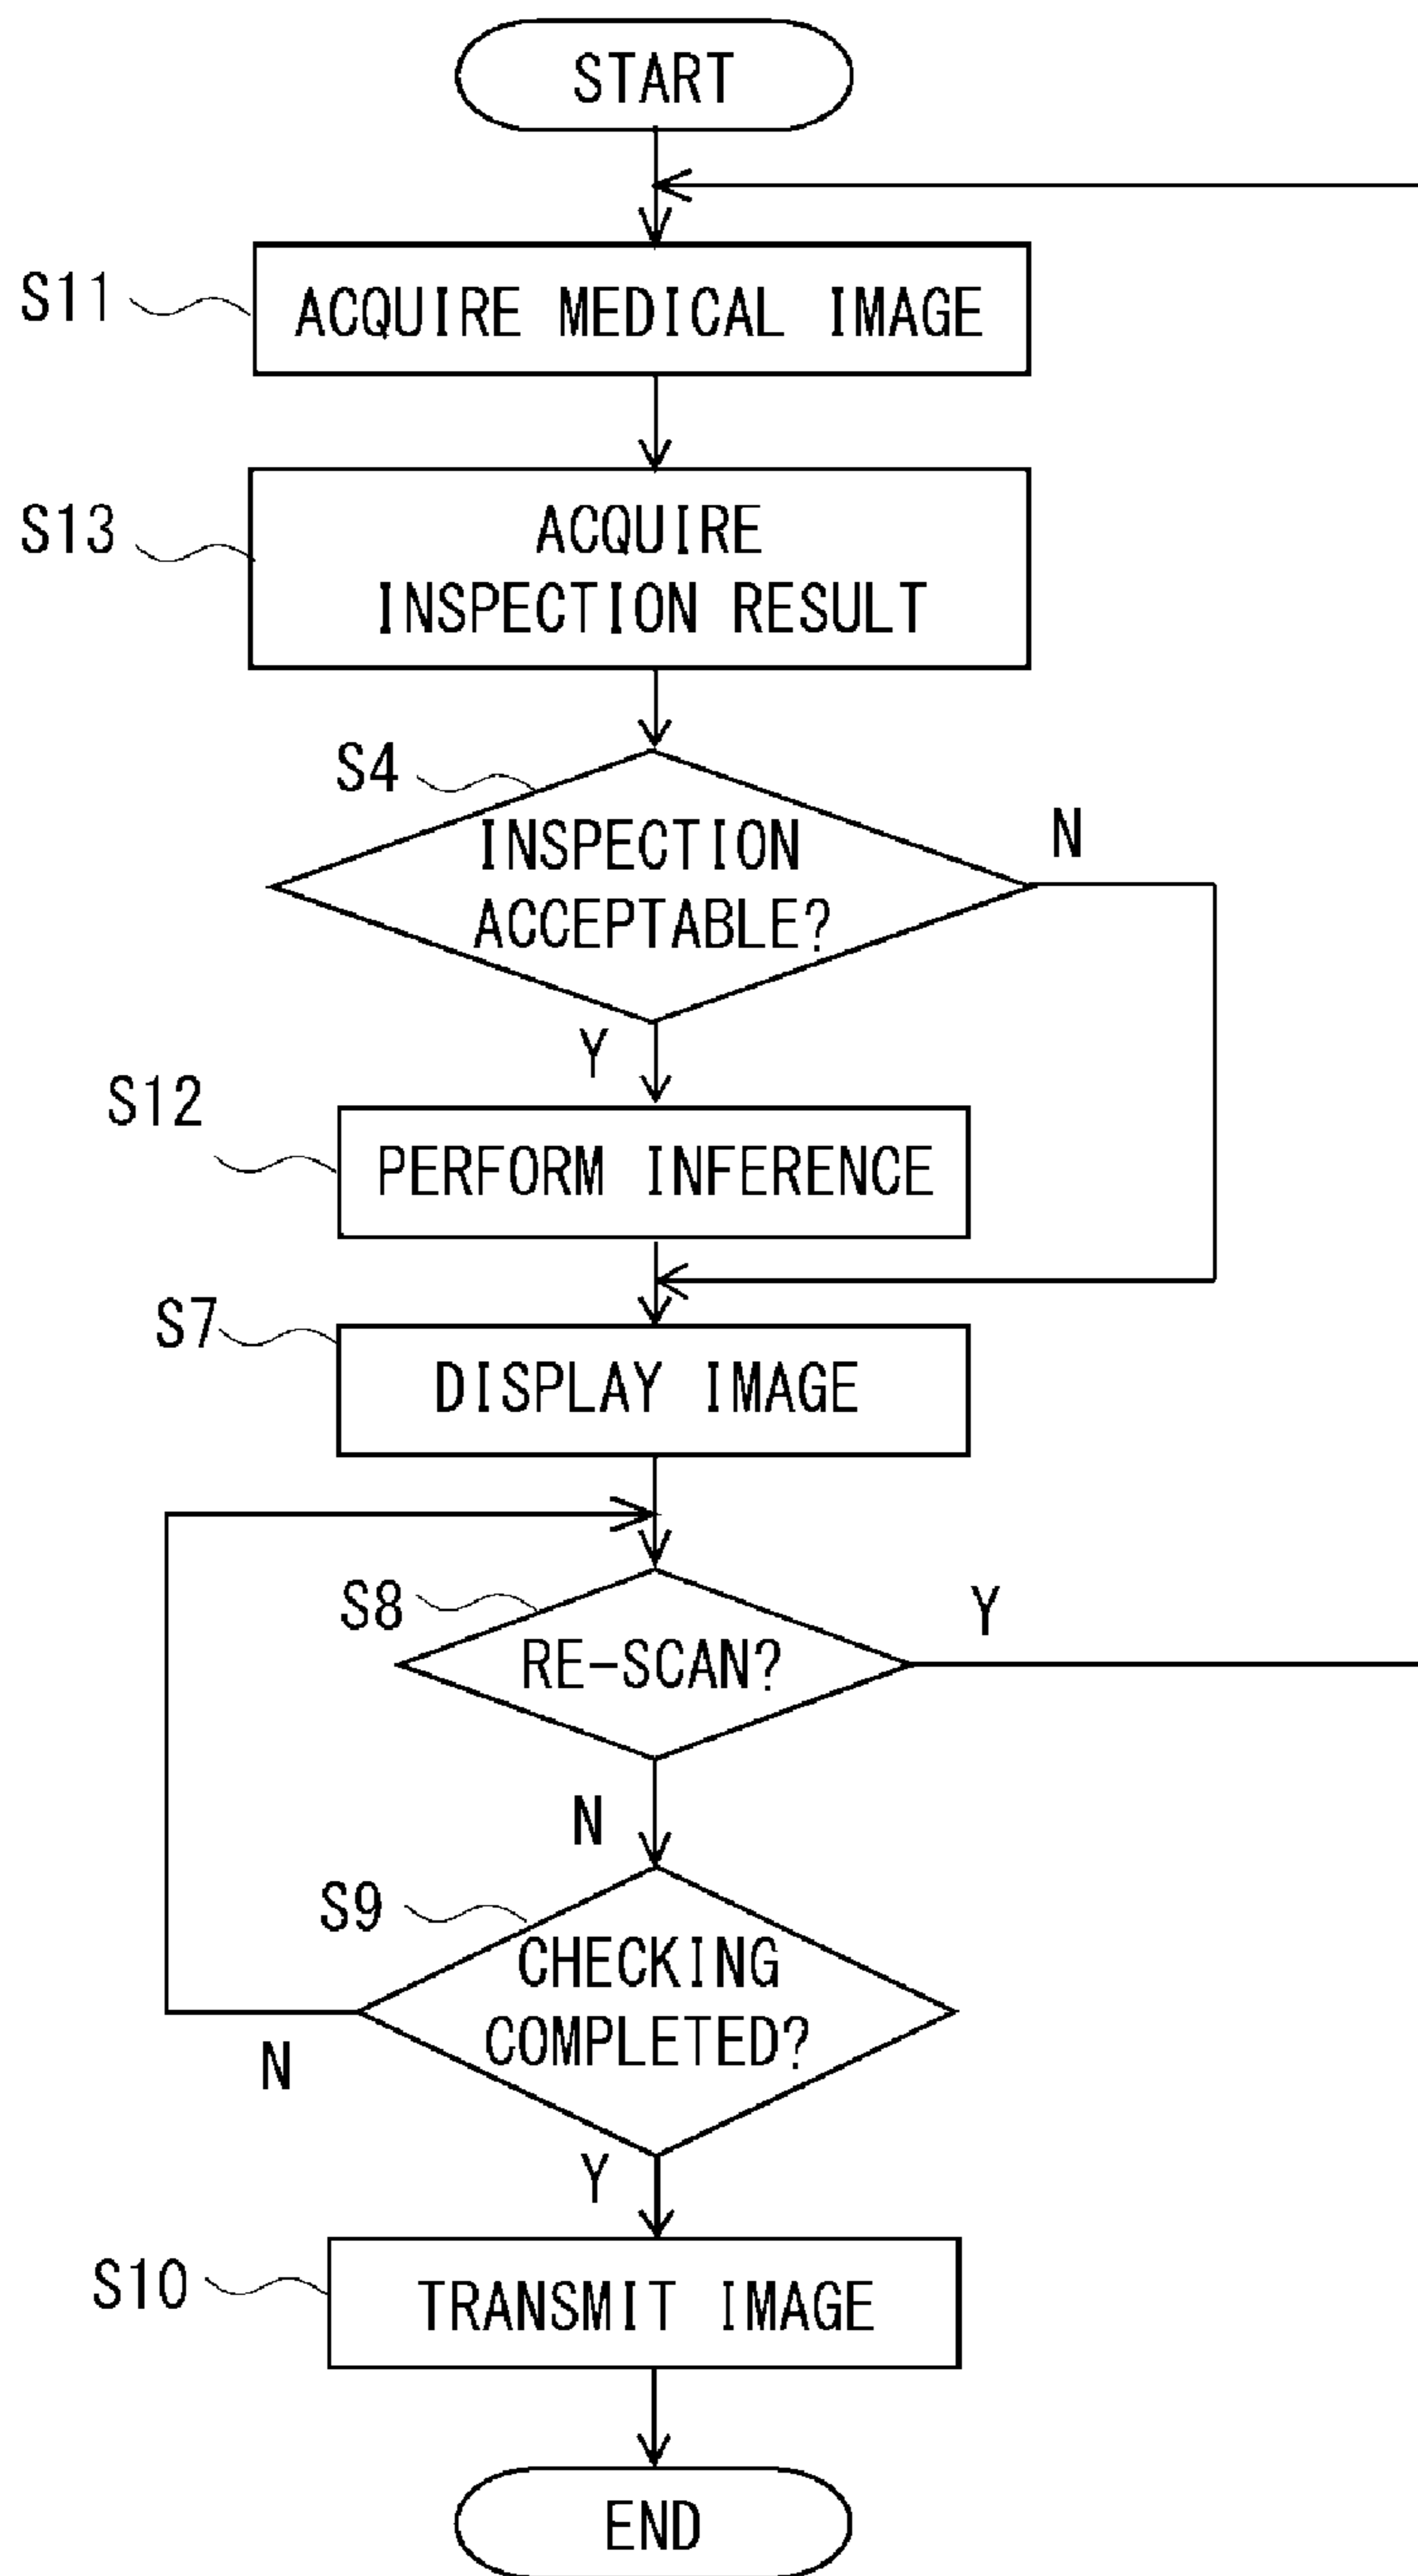 START
S11
ACQUIRE MEDICAL IMAGE
S13
ACQUIRE
INSPECTION RESULT
S4
INSPECTION
ACCEPTABLE?
N
Y
S12
PERFORM INFERENCE
S7
DISPLAY IMAGE
S8
RE-SCAN?
Y
N
S9
CHECKING
COMPLETED?
N
Y
S10
TRANSMIT IMAGE
END